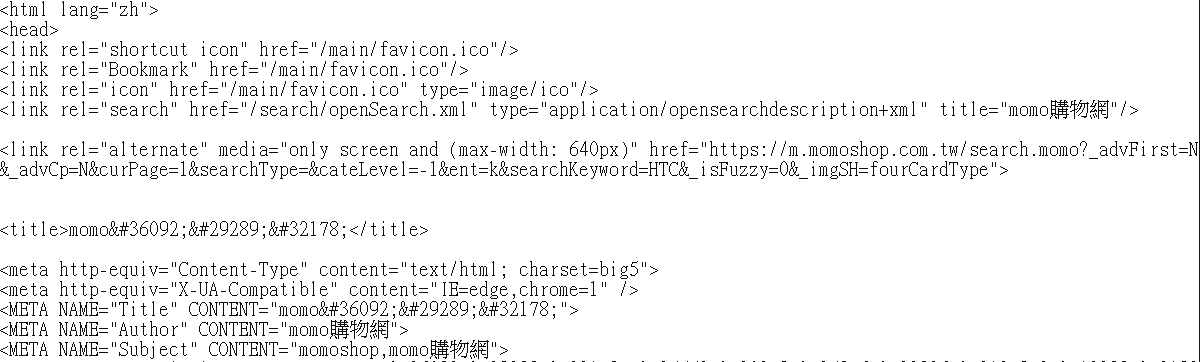 <html lang="zh">
<head>
<link rel="shortcut icon" href="/main/favicon.ico"/>
<link rel="Bookmark" href="/main/favicon.ico"/>
<link rel="icon" href="/main/favicon.ico" type="image/ico"/>
<link rel="search" href="/search/openSearch.xml" type="application/opensearchdescription+xml" title="momo購物網"/>
<link rel="alternate" media="only screen and (max-width: 640px)" href="https://m.momoshop.com.tw/search.momo?_advFirst=N
&_advCp=N&curPage=1&searchType=&cateLevel=-1&ent=k&searchKeyword=HTC&_isFuzzy=0&_imgSH=fourCardType">
<title>momo&#36092;&#29289;&#32178;</title>
<meta http-equiv="Content-Type" content="text/html; charset=big5">
<meta http-equiv="X-UA-Compatible" content="IE=edge,chrome=1" />
<META NAME="Title" CONTENT="momo&#36092;&#29289;&#32178;">
<META NAME="Author" CONTENT="momo購物網">
<META NAME="Subject" CONTENT="momoshop,momo購物網">